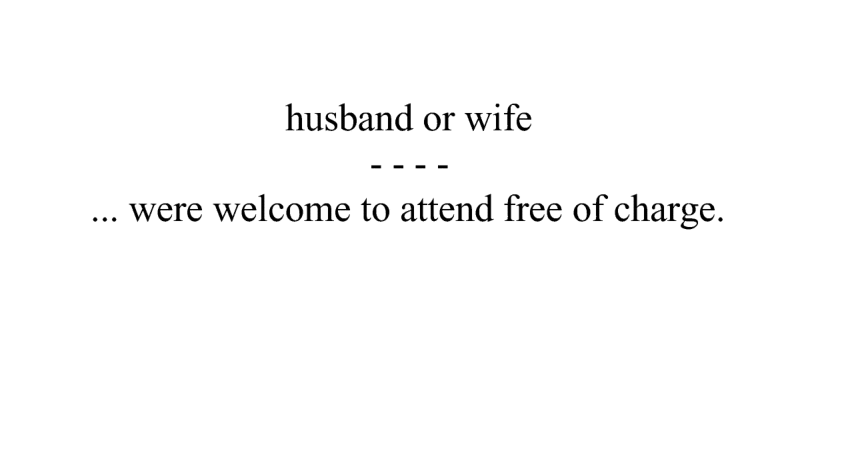 husband or wife
- - - -
... were welcome to attend free of charge.